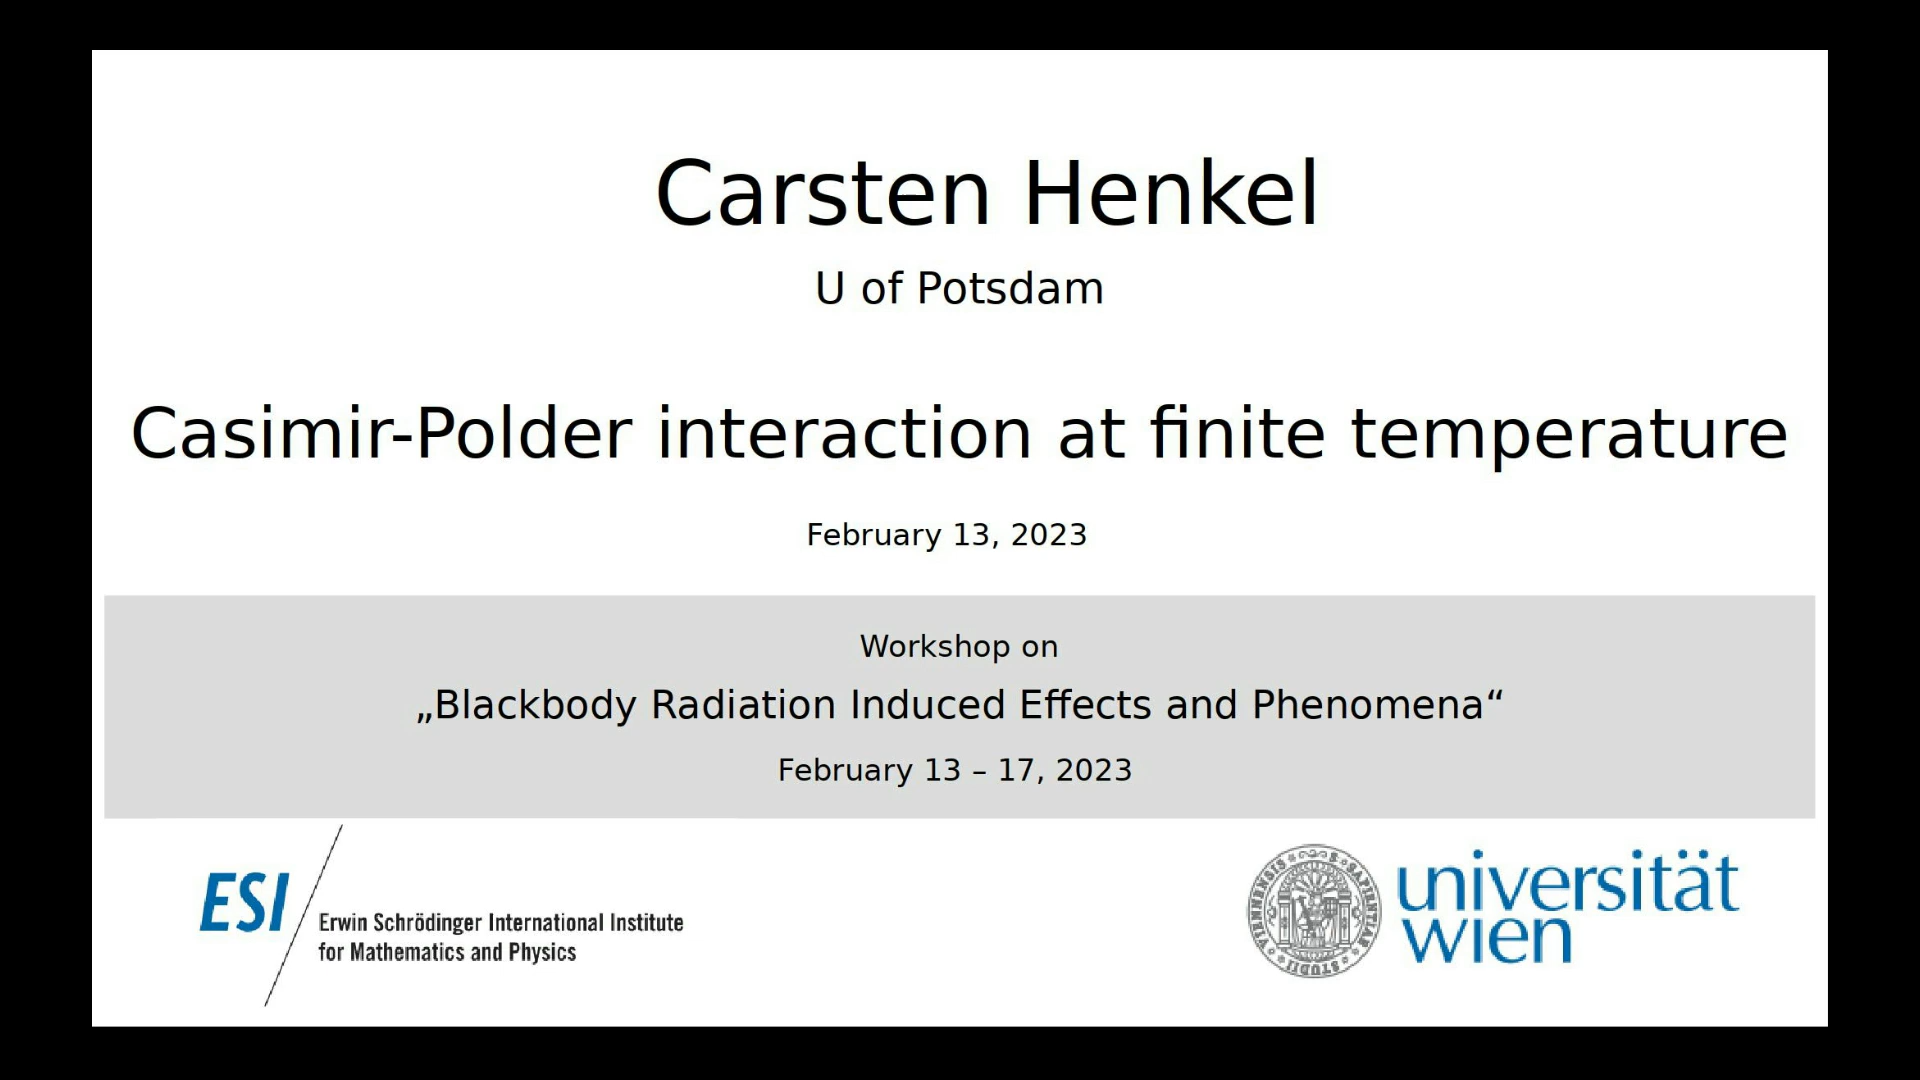 Carsten Henkel
U of Potsdam
Casimir-Polder interaction at finite temperature
February 13, 2023
Workshop on
„Blackbody Radiation Induced Effects and Phenomena“
February 13 – 17, 2023
ESI
Erwin Schrödinger International Institute
for Mathematics and Physics
universität
wien